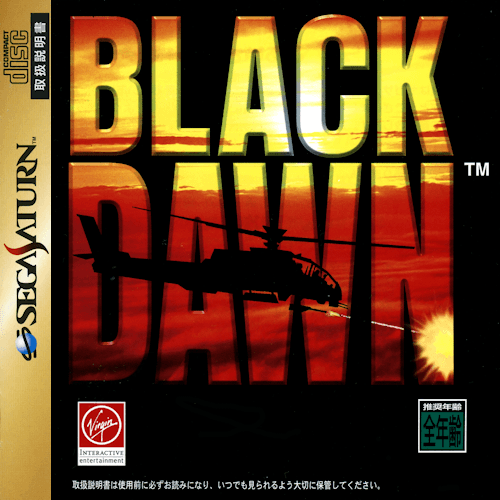 COMPACT
disc
取扱説明書
SEGA SATURN™
BLACK
DAWN™
Virgin
INTERACTIVE
entertainment
推奨年齢
全年齢
取扱説明書は使用前に必ずお読みになり、いつでも見られるよう大切に保管してください。